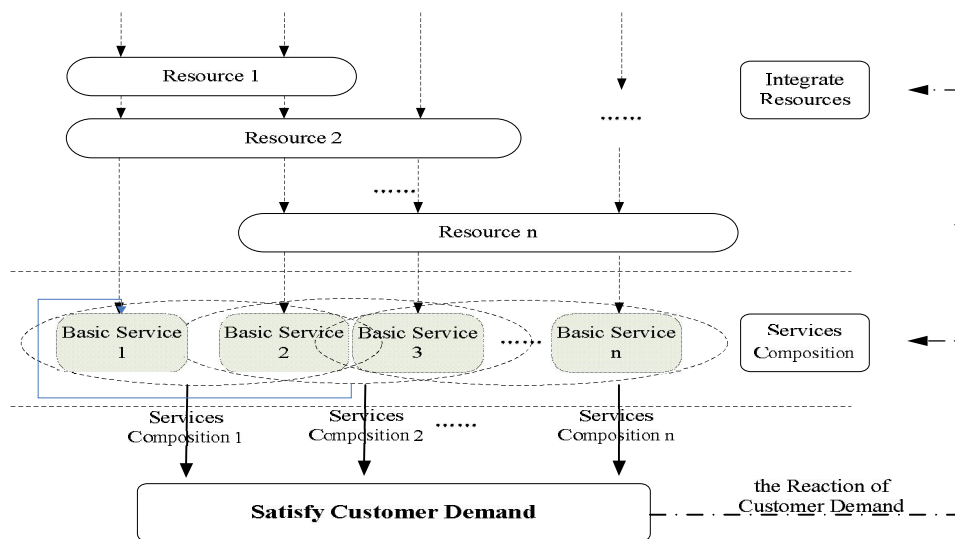 Resource 1
Integrate
Resources
Resource 2
......
......
Resource n
Basic Service
1
Basic Service
2
Basic Service
3
......
Basic Service
n
Services
Composition
Services
Composition 1
Services
Composition 2
......
Services
Composition n
Satisfy Customer Demand
the Reaction of
Customer Demand